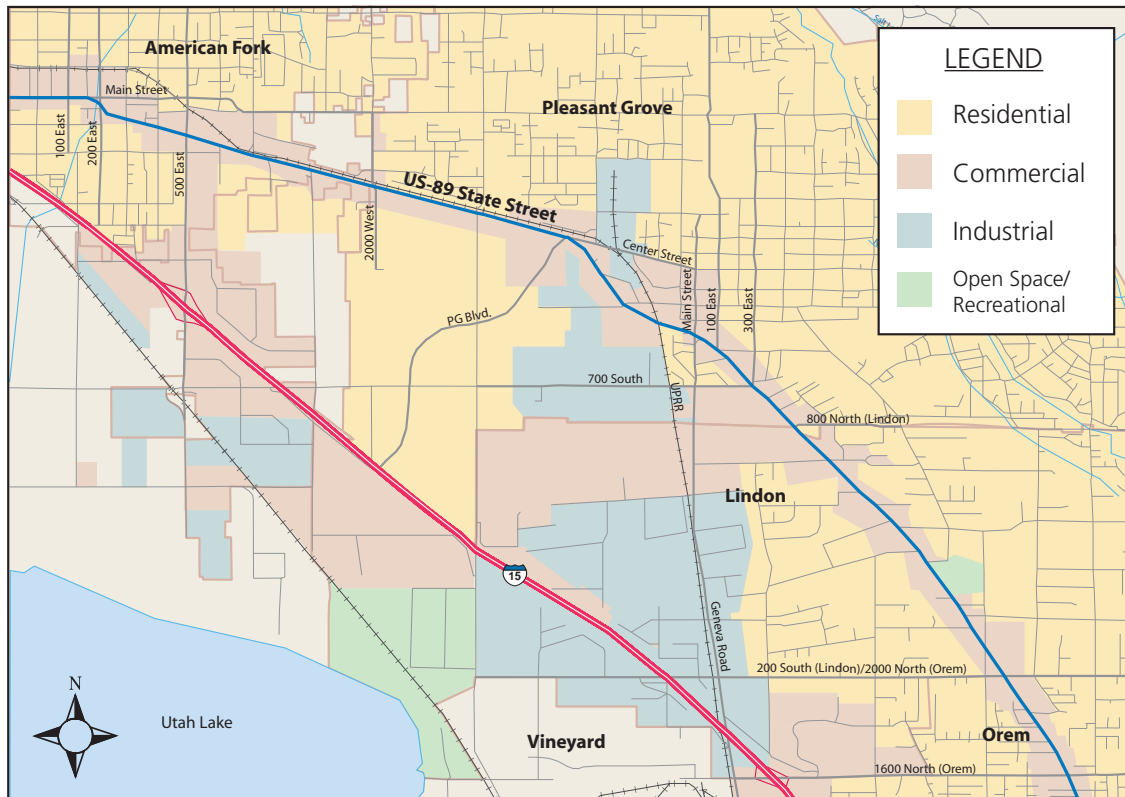 American Fork
Main Street
100 East
200 East
500 East
2000 West
Pleasant Grove
US-89 State Street
Center Street
Main Street
100 East
300 East
PG Blvd.
700 South
UPRR
800 North (Lindon)
Lindon
15
Geneva Road
200 South (Lindon)/2000 North (Orem)
Utah Lake
N
Vineyard
Orem
1600 North (Orem)
LEGEND
Residential
Commercial
Industrial
Open Space/
Recreational